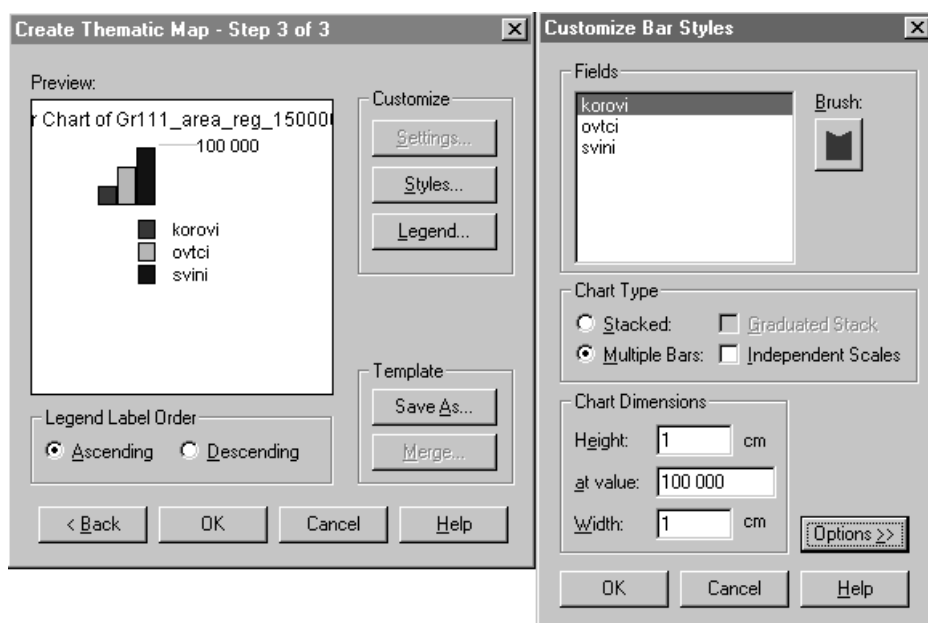 Create Thematic Map - Step 3 of 3
Preview:
r Chart of Gr111_area_reg_15000
100 000
korovi
ovtci
svini
Customize
Settings...
Styles...
Legend...
Template
Save As...
Merge...
Legend Label Order
Ascending
Descending
< Back
OK
Cancel
Help
Customize Bar Styles
Fields
korovi
ovtci
svini
Brush:
Chart Type
Stacked:
Graduated Stack
Multiple Bars:
Independent Scales
Chart Dimensions
Height: 1 cm
at value: 100 000
Width: 1 cm
Options >>
OK
Cancel
Help